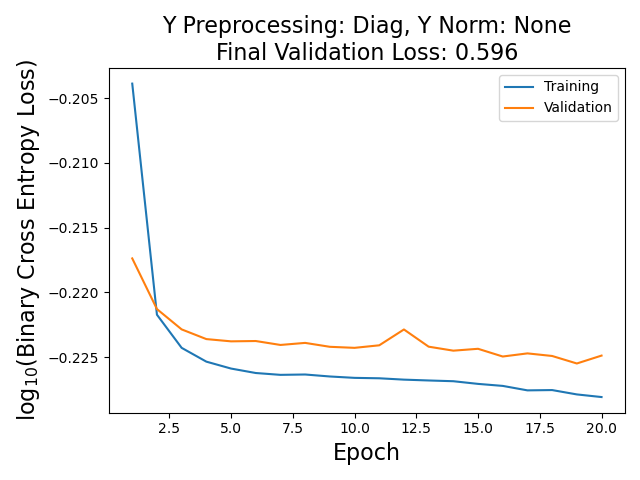 Y Preprocessing: Diag, Y Norm: None
Final Validation Loss: 0.596
Training
Validation
log₁₀(Binary Cross Entropy Loss)
−0.205
−0.210
−0.215
−0.220
−0.225
2.5 5.0 7.5 10.0 12.5 15.0 17.5 20.0
Epoch